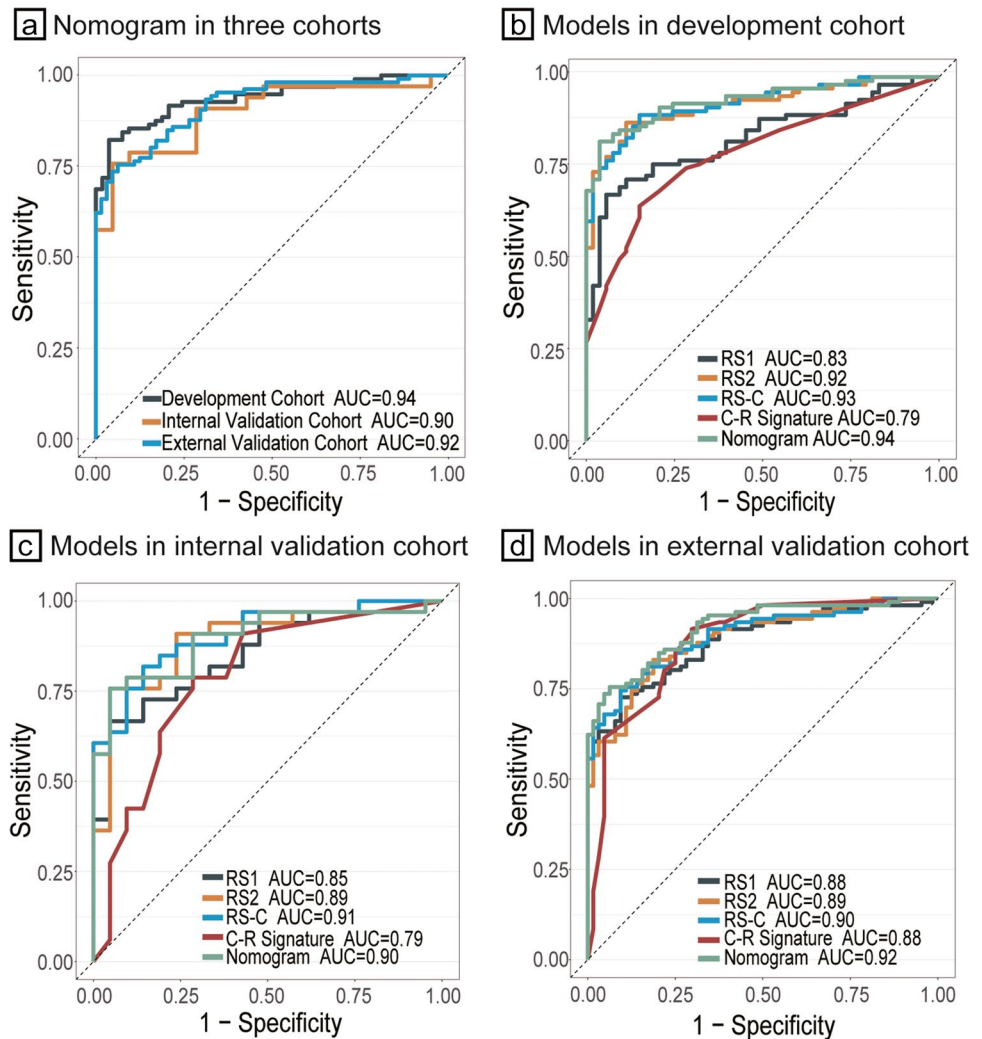 a Nomogram in three cohorts
1.00
0.75
0.50
0.25
0.00
Sensitivity
Development Cohort AUC=0.94
Internal Validation Cohort AUC=0.90
External Validation Cohort AUC=0.92
0.00 0.25 0.50 0.75 1.00
1 − Specificity
b Models in development cohort
1.00
0.75
0.50
0.25
0.00
Sensitivity
RS1 AUC=0.83
RS2 AUC=0.92
RS-C AUC=0.93
C-R Signature AUC=0.79
Nomogram AUC=0.94
0.00 0.25 0.50 0.75 1.00
1 − Specificity
c Models in internal validation cohort
1.00
0.75
0.50
0.25
0.00
Sensitivity
RS1 AUC=0.85
RS2 AUC=0.89
RS-C AUC=0.91
C-R Signature AUC=0.79
Nomogram AUC=0.90
0.00 0.25 0.50 0.75 1.00
1 − Specificity
d Models in external validation cohort
1.00
0.75
0.50
0.25
0.00
Sensitivity
RS1 AUC=0.88
RS2 AUC=0.89
RS-C AUC=0.90
C-R Signature AUC=0.88
Nomogram AUC=0.92
0.00 0.25 0.50 0.75 1.00
1 − Specificity